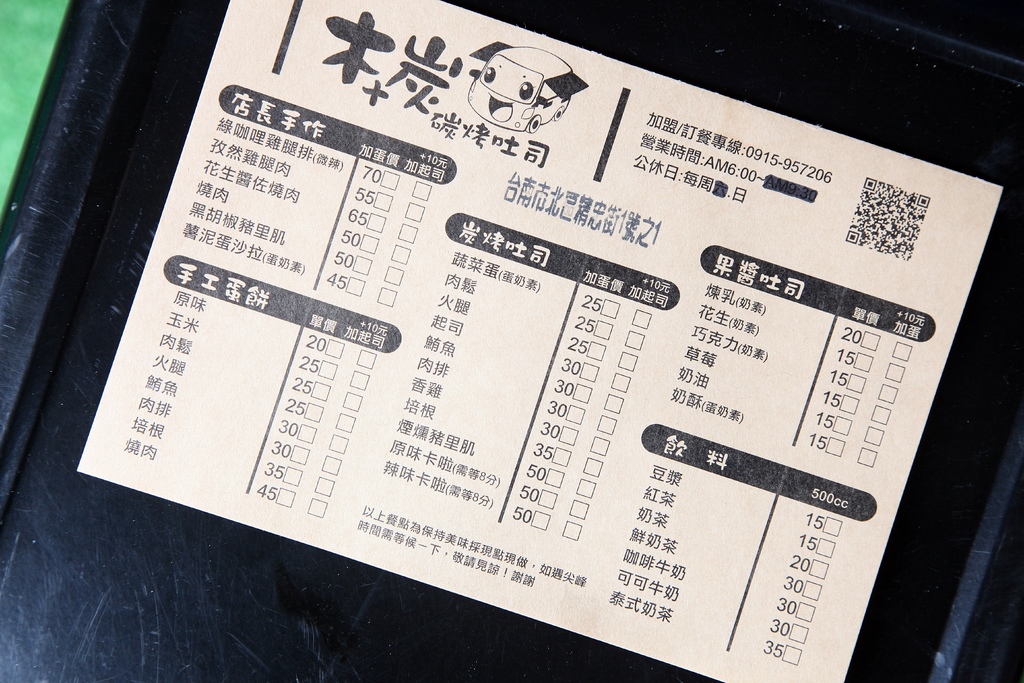 木+炭
碳烤吐司
加盟/訂餐專線:0915-957206
營業時間:AM6:00~AM9:30
公休日:每周六.日
台南市北區精忠街1號之1
店長手作 加蛋價 +10元 加起司
綠咖哩雞腿排(微辣) 70
孜然雞腿肉 55
花生醬佐燒肉 65
燒肉 50
黑胡椒豬里肌 50
薯泥蛋沙拉(蛋奶素) 45
手工蛋餅 單價 +10元 加起司
原味 20
玉米 25
肉鬆 25
火腿 25
鮪魚 30
肉排 30
培根 35
燒肉 45
炭烤吐司 加蛋價 +10元 加起司
蔬菜蛋(蛋奶素) 25
肉鬆 25
火腿 25
起司 30
鮪魚 30
肉排 30
香雞 30
培根 35
煙燻豬里肌 50
原味卡啦(需等8分) 50
辣味卡啦(需等8分) 50
以上餐點為保持美味採現點現做，如遇尖峰
時間需等候一下，敬請見諒！謝謝
果醬吐司 單價 +10元 加蛋
煉乳(奶素) 20
花生(奶素) 15
巧克力(奶素) 15
草莓 15
奶油 15
奶酥(蛋奶素) 15
飲料 500cc
豆漿 15
紅茶 15
奶茶 20
鮮奶茶 30
咖啡牛奶 30
可可牛奶 30
泰式奶茶 35